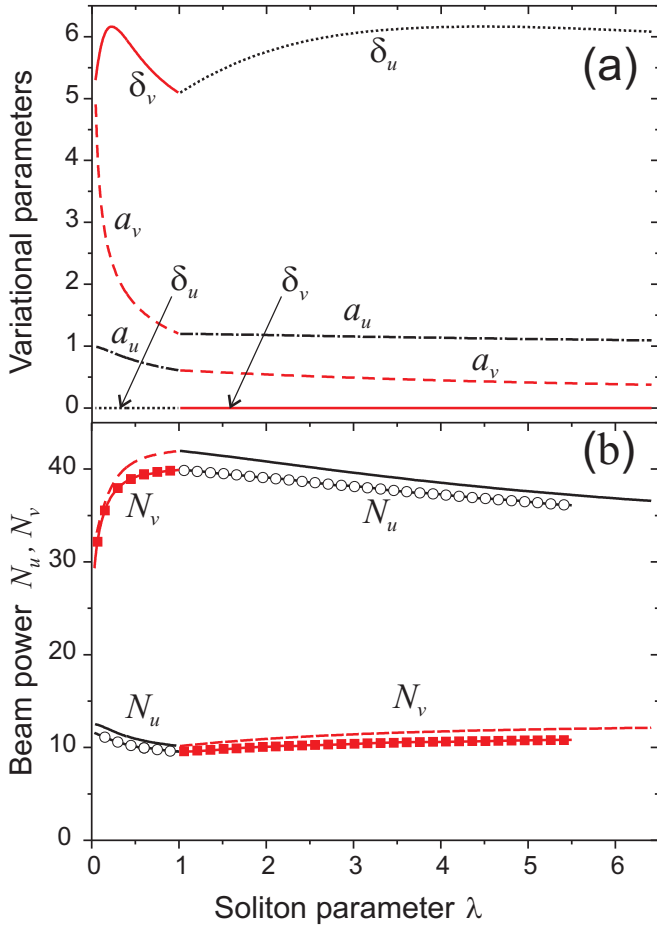 (a)
Variational parameters
6
5
4
3
2
1
0
δv
δu
av
δu
δv
au
au
av
(b)
Beam power Nu, Nv
40
30
20
10
0
Nv
Nu
Nu
Nv
0 1 2 3 4 5 6
Soliton parameter λ